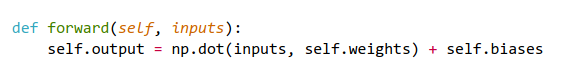 def forward(self, inputs):
    self.output = np.dot(inputs, self.weights) + self.biases